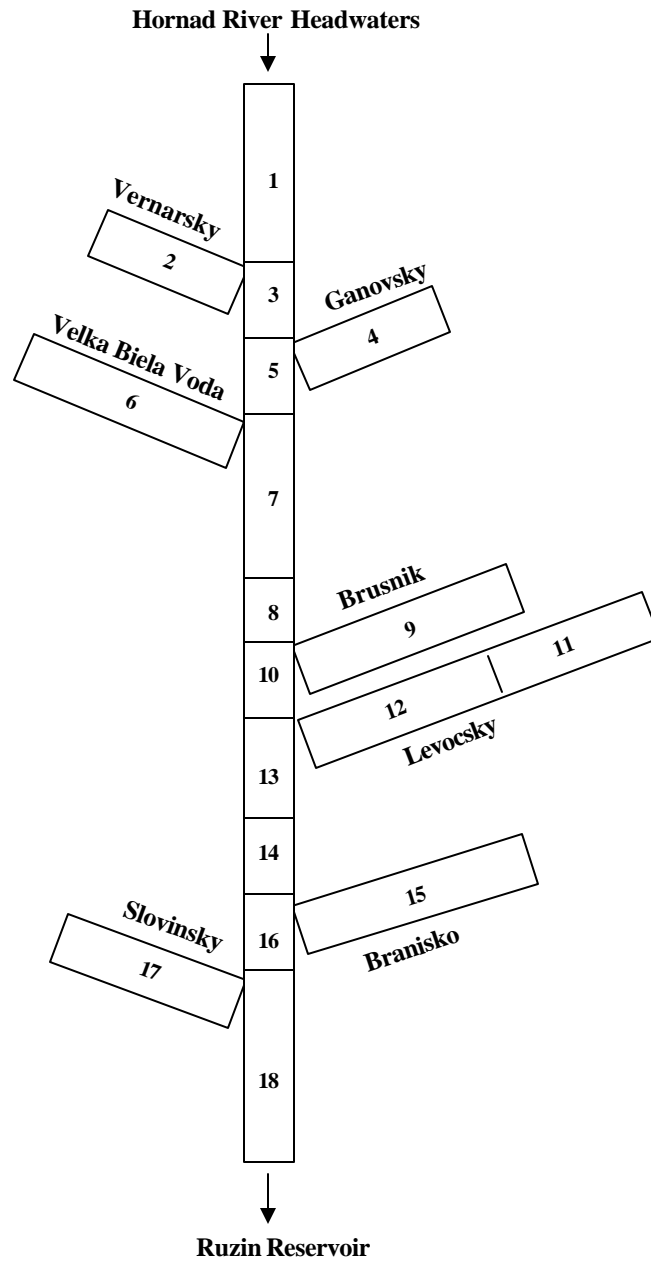 Hornad River Headwaters
1
Vernarsky
2
3
Ganovsky
4
Velka Biela Voda
5
6
7
Brusnik
8
9
10
11
12
Levocsky
13
14
15
Slovinsky
16
Branisko
17
18
Ruzin Reservoir